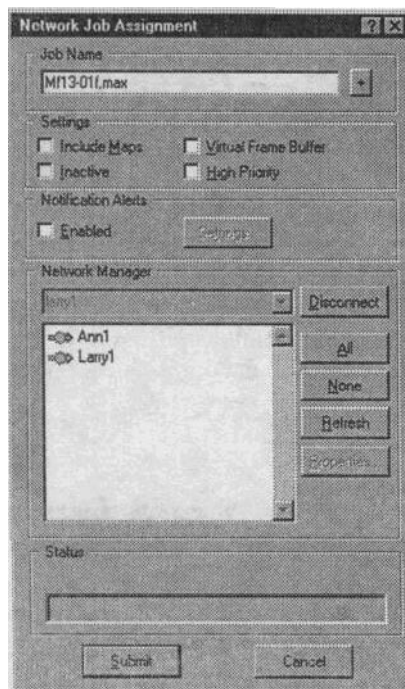 Network Job Assignment
Job Name
Mf13-01f.max
+
Settings
Include Maps
Virtual Frame Buffer
Inactive
High Priority
Notification Alerts
Enabled
Settings...
Network Manager
larry1
Disconnect
Ann1
Larry1
All
None
Refresh
Properties...
Status
Submit
Cancel